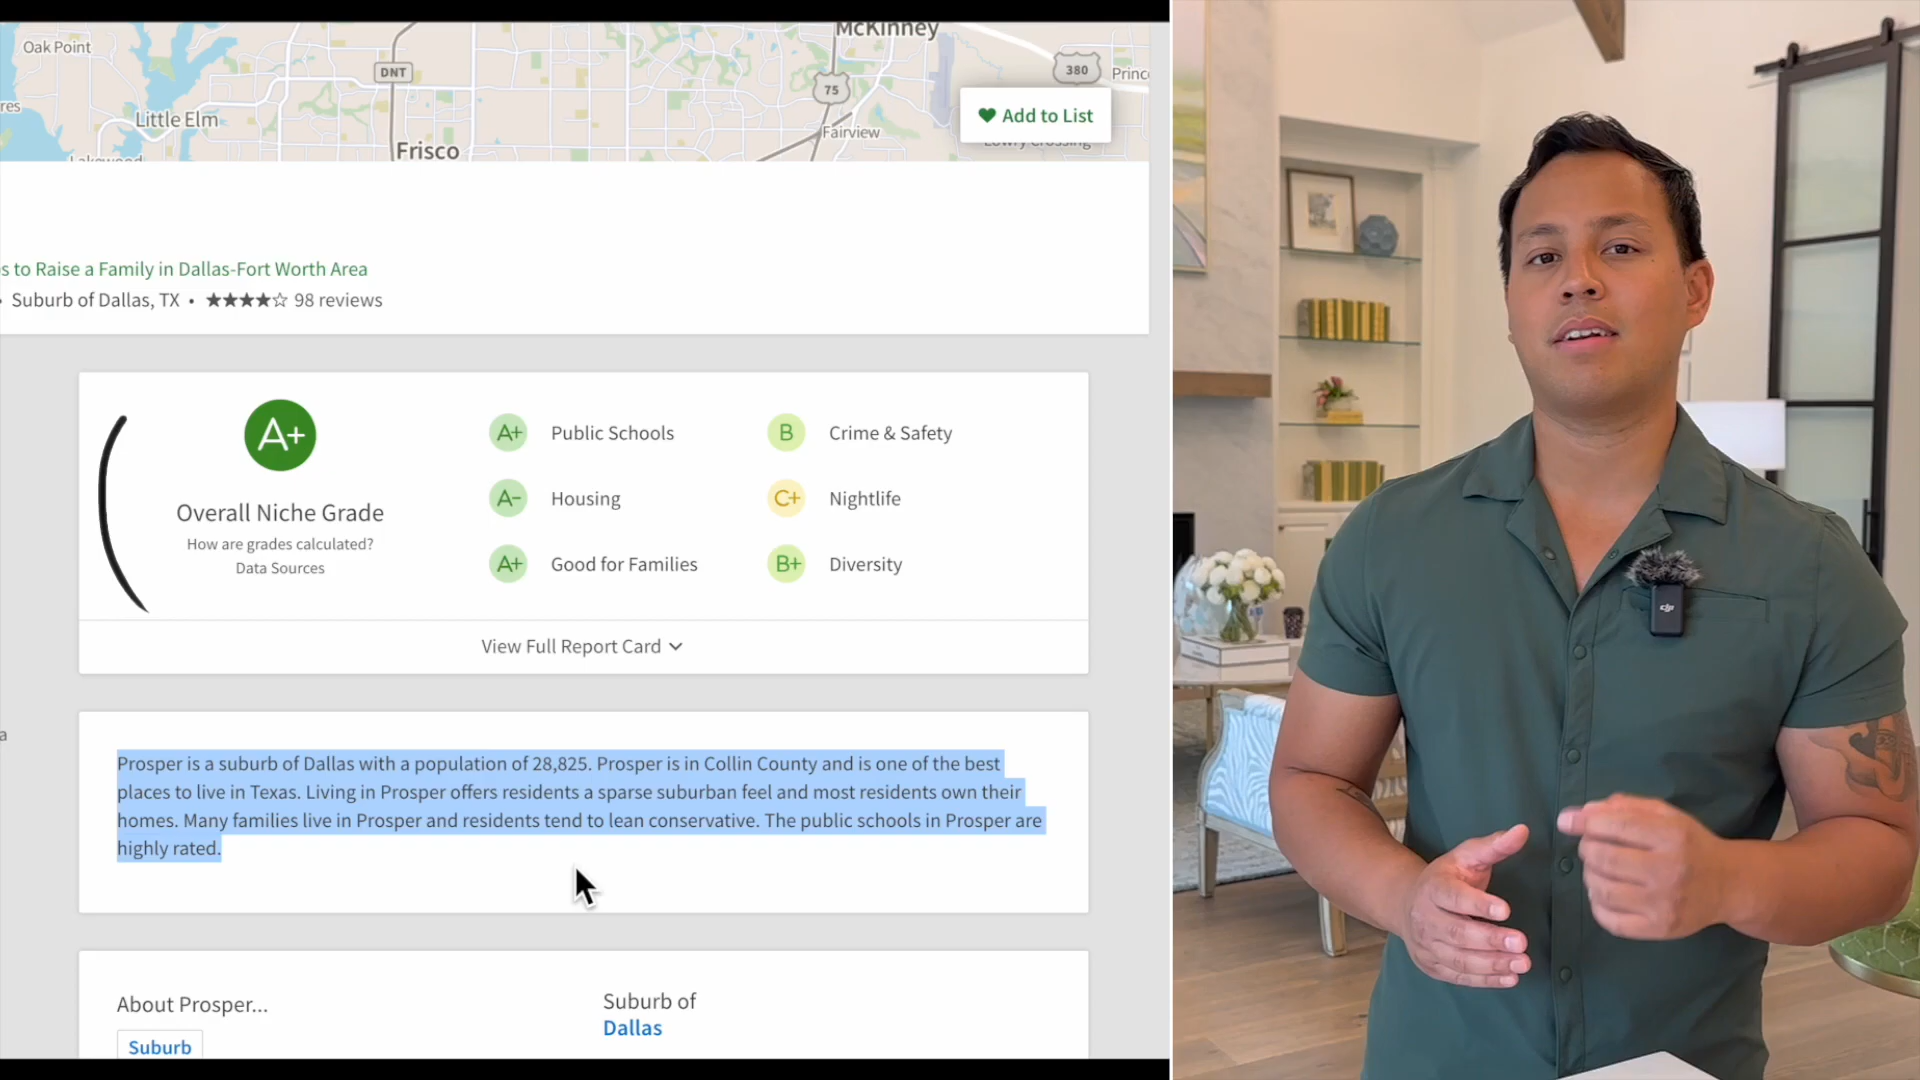 McKinney
Oak Point
DNT
380
Princ
75
res
Add to List
Little Elm
Fairview
Frisco
Lakewood
Lowry Crossing
s to Raise a Family in Dallas-Fort Worth Area
• Suburb of Dallas, TX • ★★★★☆ 98 reviews
A+
A+ Public Schools
B Crime & Safety
A- Housing
C+ Nightlife
Overall Niche Grade
How are grades calculated?
Data Sources
A+ Good for Families
B+ Diversity
View Full Report Card
a
Prosper is a suburb of Dallas with a population of 28,825. Prosper is in Collin County and is one of the best
places to live in Texas. Living in Prosper offers residents a sparse suburban feel and most residents own their
homes. Many families live in Prosper and residents tend to lean conservative. The public schools in Prosper are
highly rated.
About Prosper...
Suburb
Suburb of
Dallas
dji